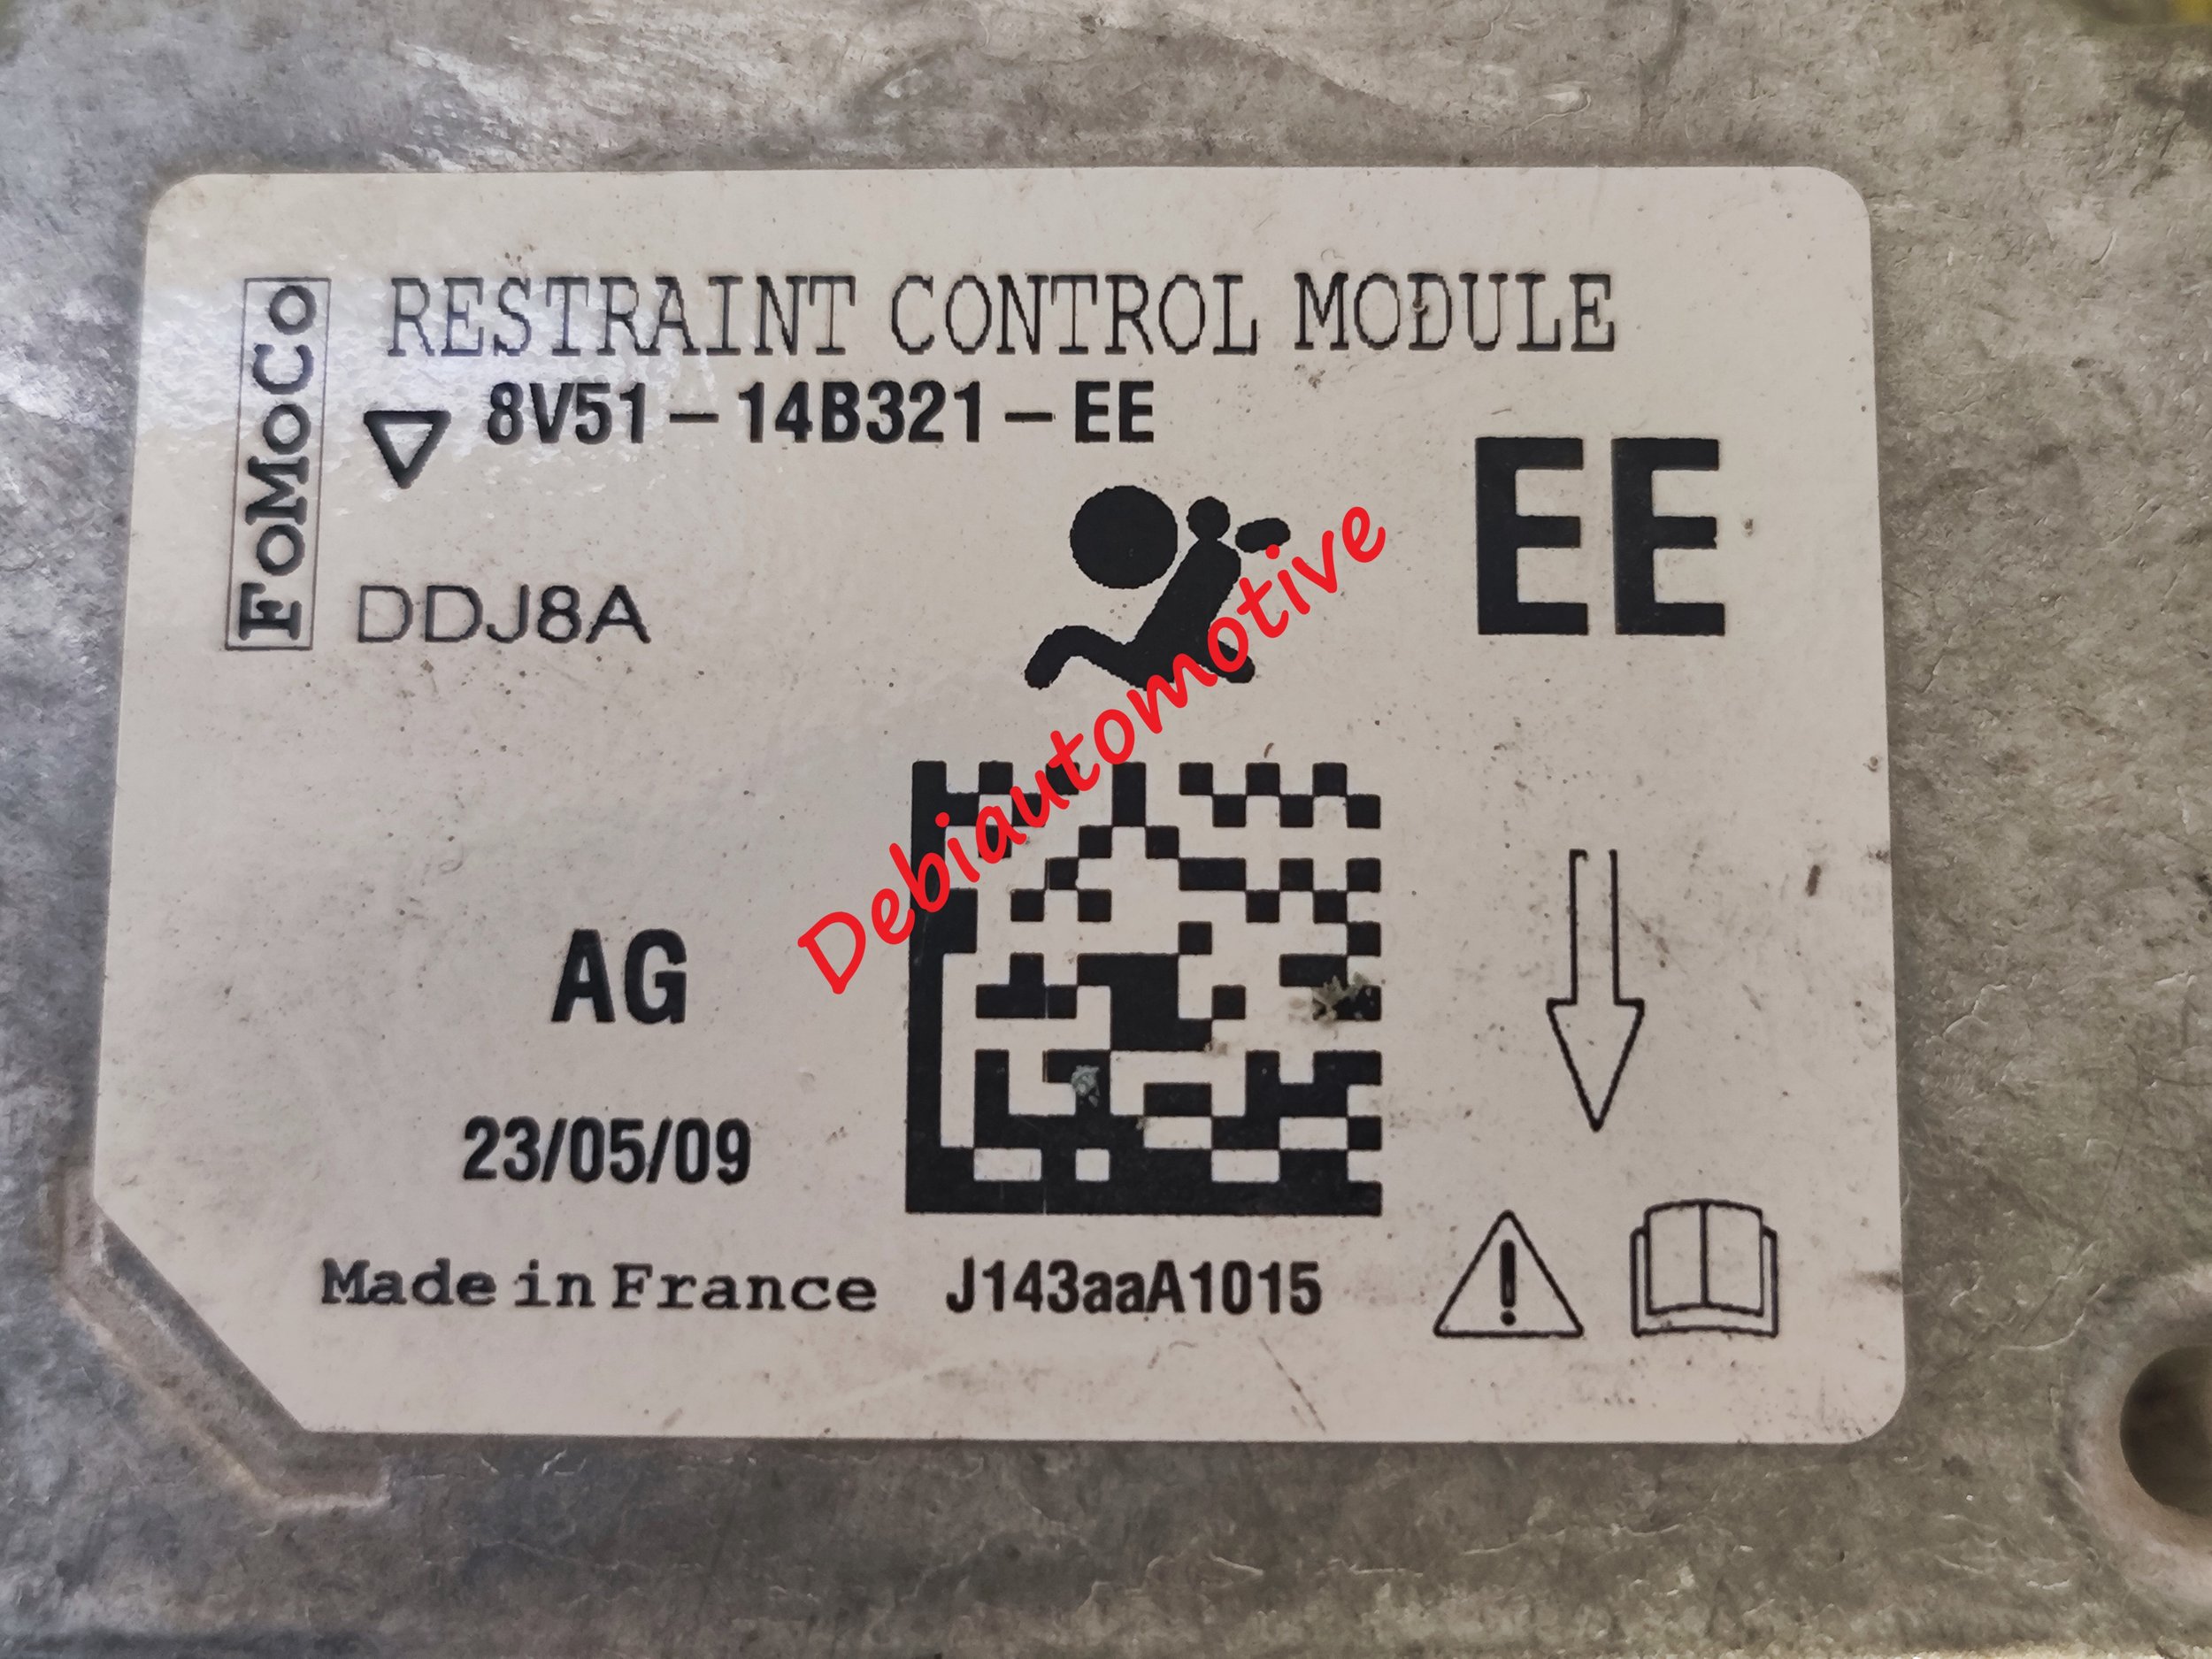 FoMoCo
RESTRAINT CONTROL MODULE
8V51-14B321-EE
EE
DDJ8A
Debiautomotive
AG
23/05/09
Made in France J143aaA1015